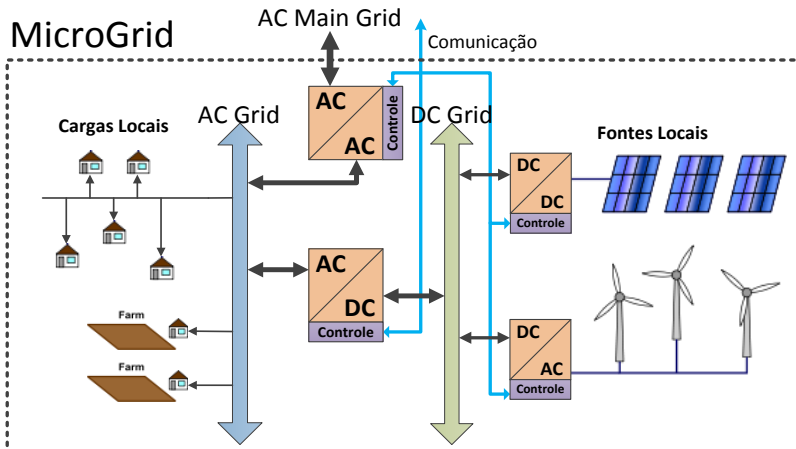 MicroGrid
AC Main Grid
Comunicação
AC Grid
DC Grid
Cargas Locais
Fontes Locais
AC
AC
Controle
DC
DC
Controle
AC
DC
Controle
DC
AC
Controle
Farm
Farm